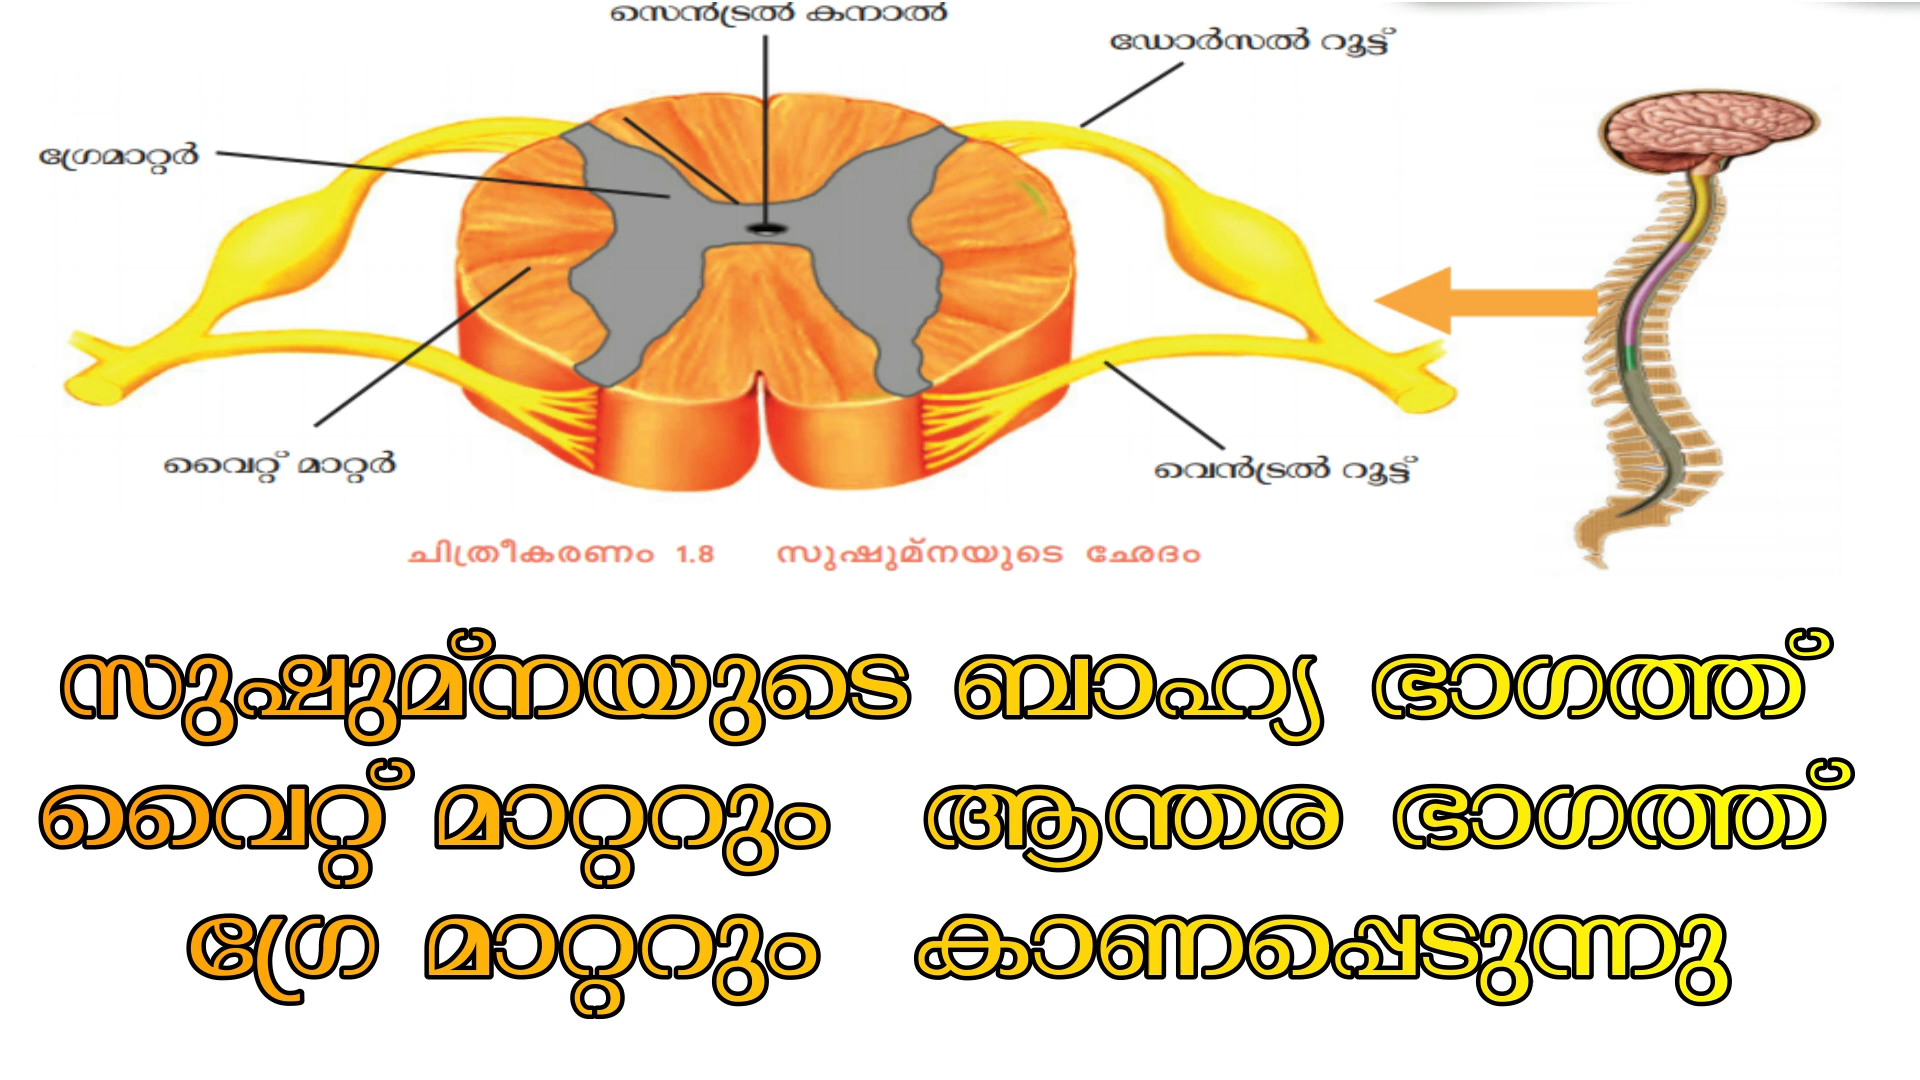 സെൻട്രൽ കനാൽ
ഡോർസൽ റൂട്ട്
ഗ്രേമാറ്റർ
വൈറ്റ് മാറ്റർ
വെൻട്രൽ റൂട്ട്
ചിത്രീകരണം 1.8 സുഷുമ്നയുടെ ഛേദം
സുഷുമ്നയുടെ ബാഹ്യ ഭാഗത്ത്
വൈറ്റ് മാറ്ററും ആന്തര ഭാഗത്ത്
ഗ്രേ മാറ്ററും കാണപ്പെടുന്നു